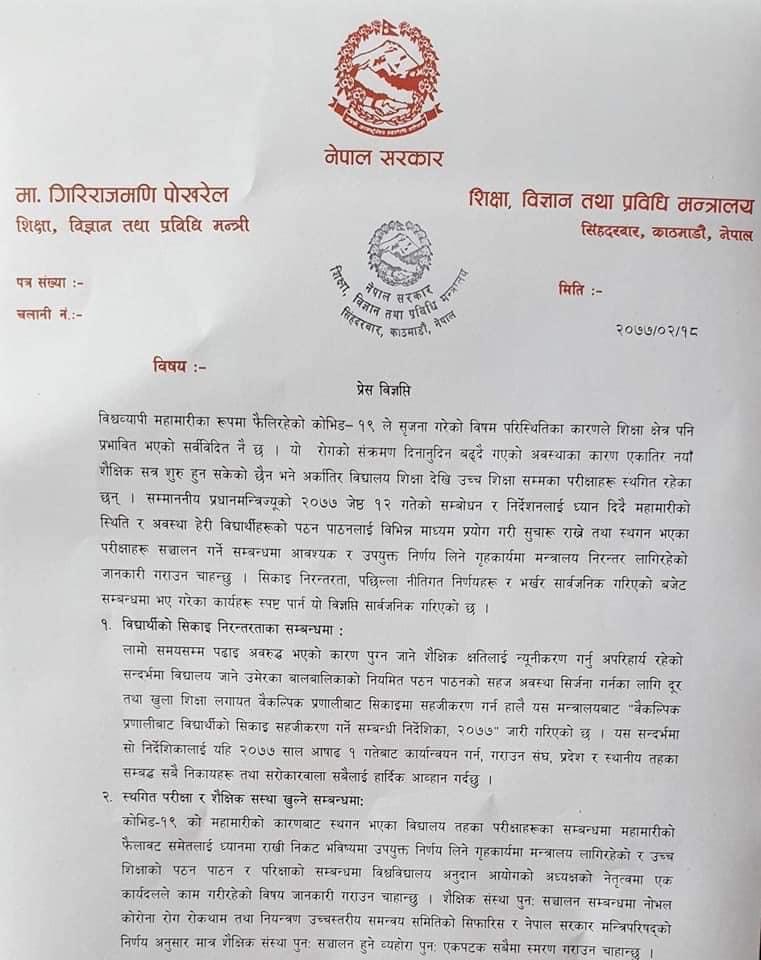 नेपाल सरकार
मा. गिरिराजमणि पोखरेल
शिक्षा, विज्ञान तथा प्रविधि मन्त्री
शिक्षा, विज्ञान तथा प्रविधि मन्त्रालय
सिंहदरबार, काठमाडौं, नेपाल
नेपाल सरकार
शिक्षा, विज्ञान तथा प्रविधि मन्त्रालय
सिंहदरबार, काठमाडौं, नेपाल
पत्र संख्या :-
चलानी नं.:-
मिति :-
२०७७/०२/१८
विषय :-
प्रेस विज्ञप्ति
विश्वव्यापी महामारीका रूपमा फैलिरहेको कोभिड- १९ ले सृजना गरेको विषम परिस्थितिका कारणले शिक्षा क्षेत्र पनि
प्रभावित भएको सर्वविदित नै छ । यो रोगको संक्रमण दिनानुदिन बढ्दै गएको अवस्थाका कारण एकातिर नयाँ
शैक्षिक सत्र शुरु हुन सकेको छैन भने अर्कातिर विद्यालय शिक्षा देखि उच्च शिक्षा सम्मका परीक्षाहरू स्थगित रहेका
छन् । सम्माननीय प्रधानमन्त्रिज्यूको २०७७ जेष्ठ १२ गतेको सम्बोधन र निर्देशनलाई ध्यान दिदै महामारीको
स्थिति र अवस्था हेरी विद्यार्थीहरूको पठन पाठनलाई विभिन्न माध्यम प्रयोग गरी सुचारू राख्ने तथा स्थगन भएका
परीक्षाहरू सञ्चालन गर्ने सम्बन्धमा आवश्यक र उपयुक्त निर्णय लिने गृहकार्यमा मन्त्रालय निरन्तर लागिरहेको
जानकारी गराउन चाहन्छु । सिकाइ निरन्तरता, पछिल्ला नीतिगत निर्णयहरू र भर्खर सार्वजनिक गरिएको बजेट
सम्बन्धमा भए गरेका कार्यहरू स्पष्ट पार्न यो विज्ञप्ति सार्वजनिक गरिएको छ ।
१. विद्यार्थीको सिकाइ निरन्तरताका सम्बन्धमा :
लामो समयसम्म पढाइ अवरुद्ध भएको कारण पुग्न जाने शैक्षिक क्षतिलाई न्यूनीकरण गर्नु अपरिहार्य रहेको
सन्दर्भमा विद्यालय जाने उमेरका बालबालिकाको नियमित पठन पाठनको सहज अवस्था सिर्जना गर्नका लागि दूर
तथा खुला शिक्षा लगायत वैकल्पिक प्रणालीबाट सिकाइमा सहजीकरण गर्न हालै यस मन्त्रालयबाट "वैकल्पिक
प्रणालीबाट विद्यार्थीको सिकाइ सहजीकरण गर्ने सम्बन्धी निर्देशिका, २०७७" जारी गरिएको छ । यस सन्दर्भमा
सो निर्देशिकालाई यहि २०७७ साल आषाढ १ गतेबाट कार्यान्वयन गर्न, गराउन संघ, प्रदेश र स्थानीय तहका
सम्बद्ध सबै निकायहरू तथा सरोकारवाला सबैलाई हार्दिक आव्हान गर्दछु ।
२. स्थगित परीक्षा र शैक्षिक सस्था खुल्ने सम्बन्धमा:
कोभिड-१९ को महामारीको कारणबाट स्थगन भएका विद्यालय तहका परीक्षाहरूका सम्बन्धमा महामारीको
फैलावट समेतलाई ध्यानमा राखी निकट भविष्यमा उपयुक्त निर्णय लिने गृहकार्यमा मन्त्रालय लागिरहेको र उच्च
शिक्षाको पठन पाठन र परिक्षाको सम्बन्धमा विश्वविद्यालय अनुदान आयोगको अध्यक्षको नेतृत्वमा एक
कार्यदलले काम गरीरहेको विषय जानकारी गराउन चाहान्छु । शैक्षिक संस्था पुन: सञ्चालन सम्बन्धमा नोभल
कोरोना रोग रोकथाम तथा नियन्त्रण उच्चस्तरीय समन्वय समितिको सिफारिस र नेपाल सरकार मन्त्रिपरिषद्को
निर्णय अनुसार मात्र शैक्षिक संस्था पुन: सञ्चालन हुने व्यहोरा पुन: एकपटक सबैमा स्मरण गराउन चाहान्छु ।